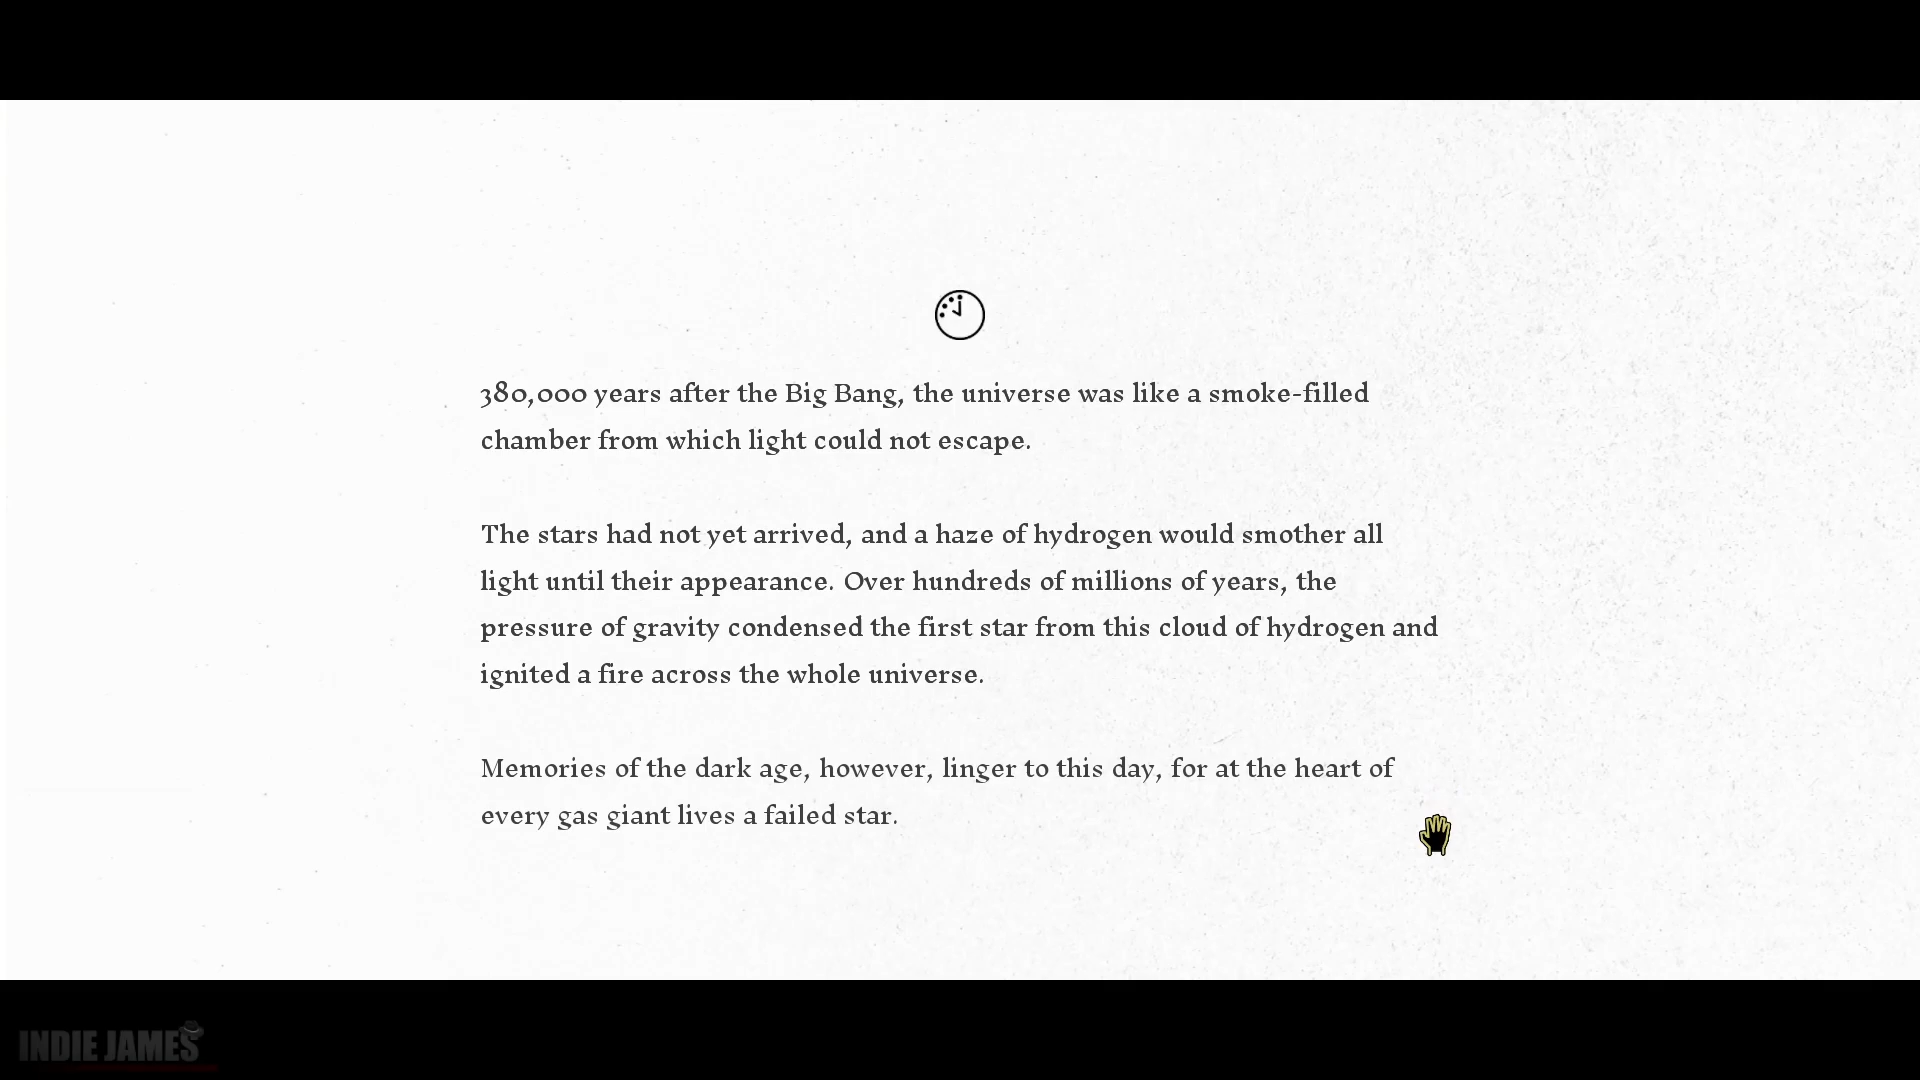 380,000 years after the Big Bang, the universe was like a smoke-filled
chamber from which light could not escape.
The stars had not yet arrived, and a haze of hydrogen would smother all
light until their appearance. Over hundreds of millions of years, the
pressure of gravity condensed the first star from this cloud of hydrogen and
ignited a fire across the whole universe.
Memories of the dark age, however, linger to this day, for at the heart of
every gas giant lives a failed star.
INDIE JAMES